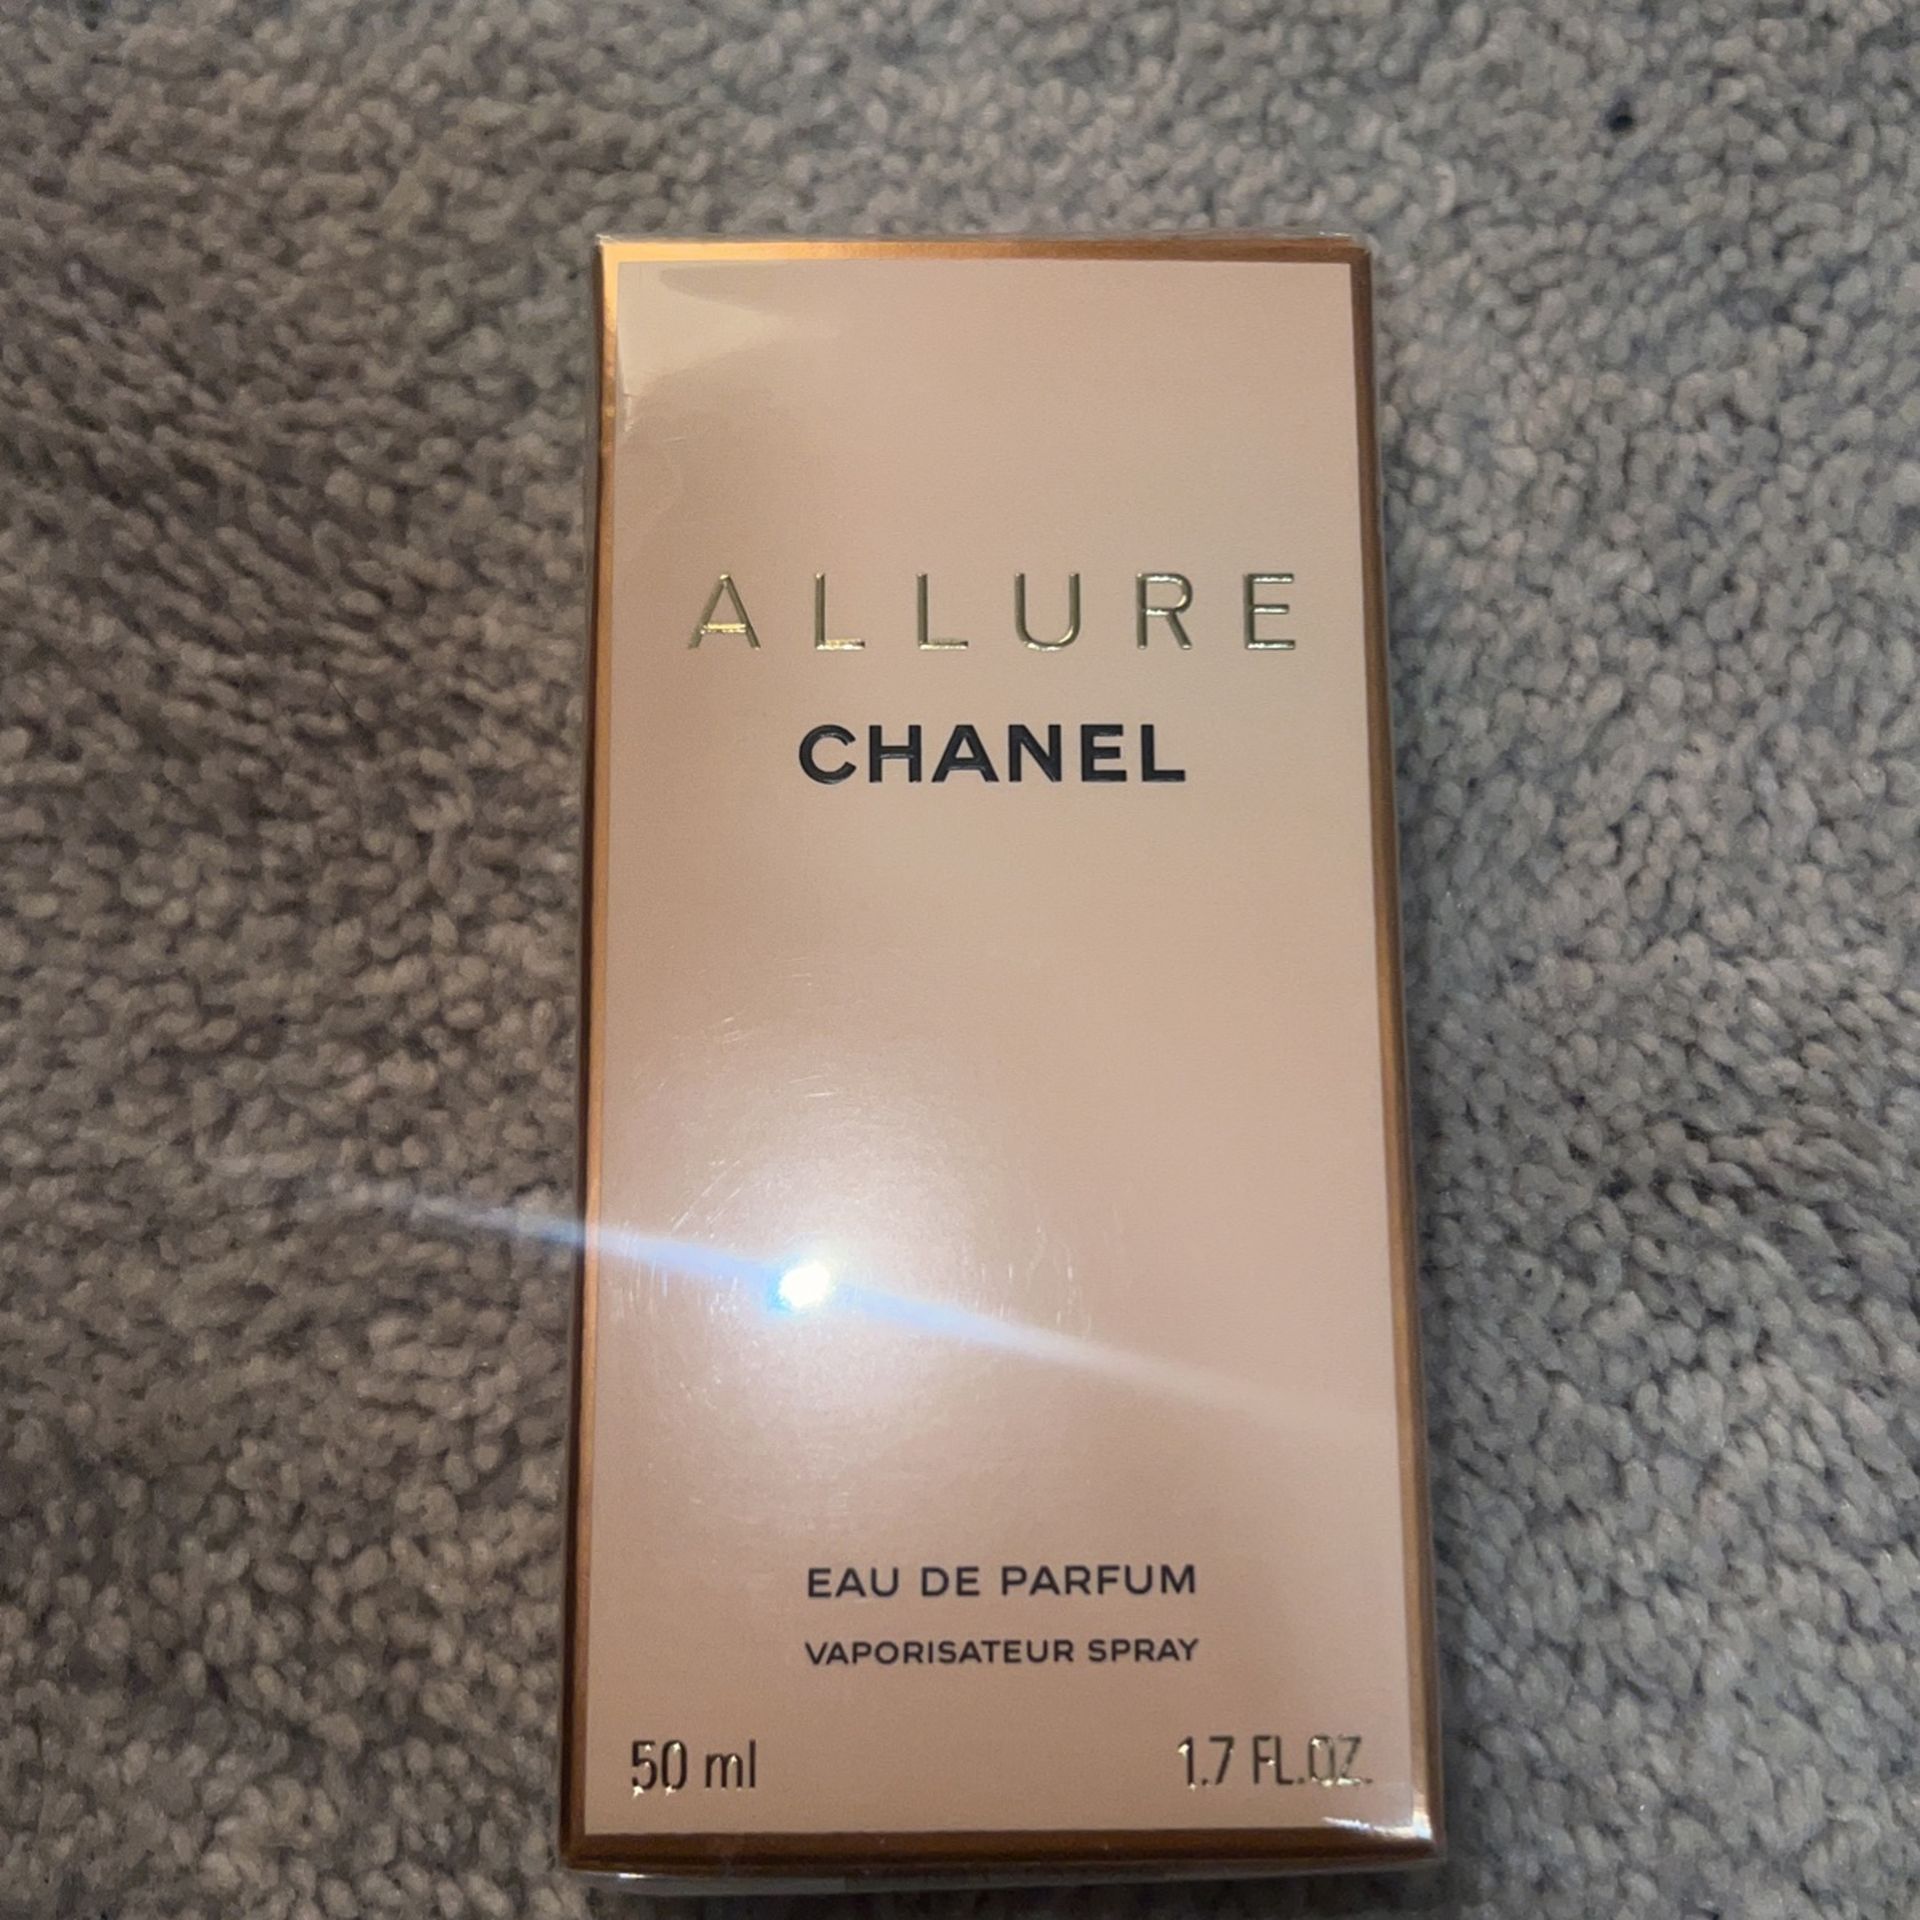 ALLURE
CHANEL
EAU DE PARFUM
VAPORISATEUR SPRAY
50 ml 1.7 FL.OZ.